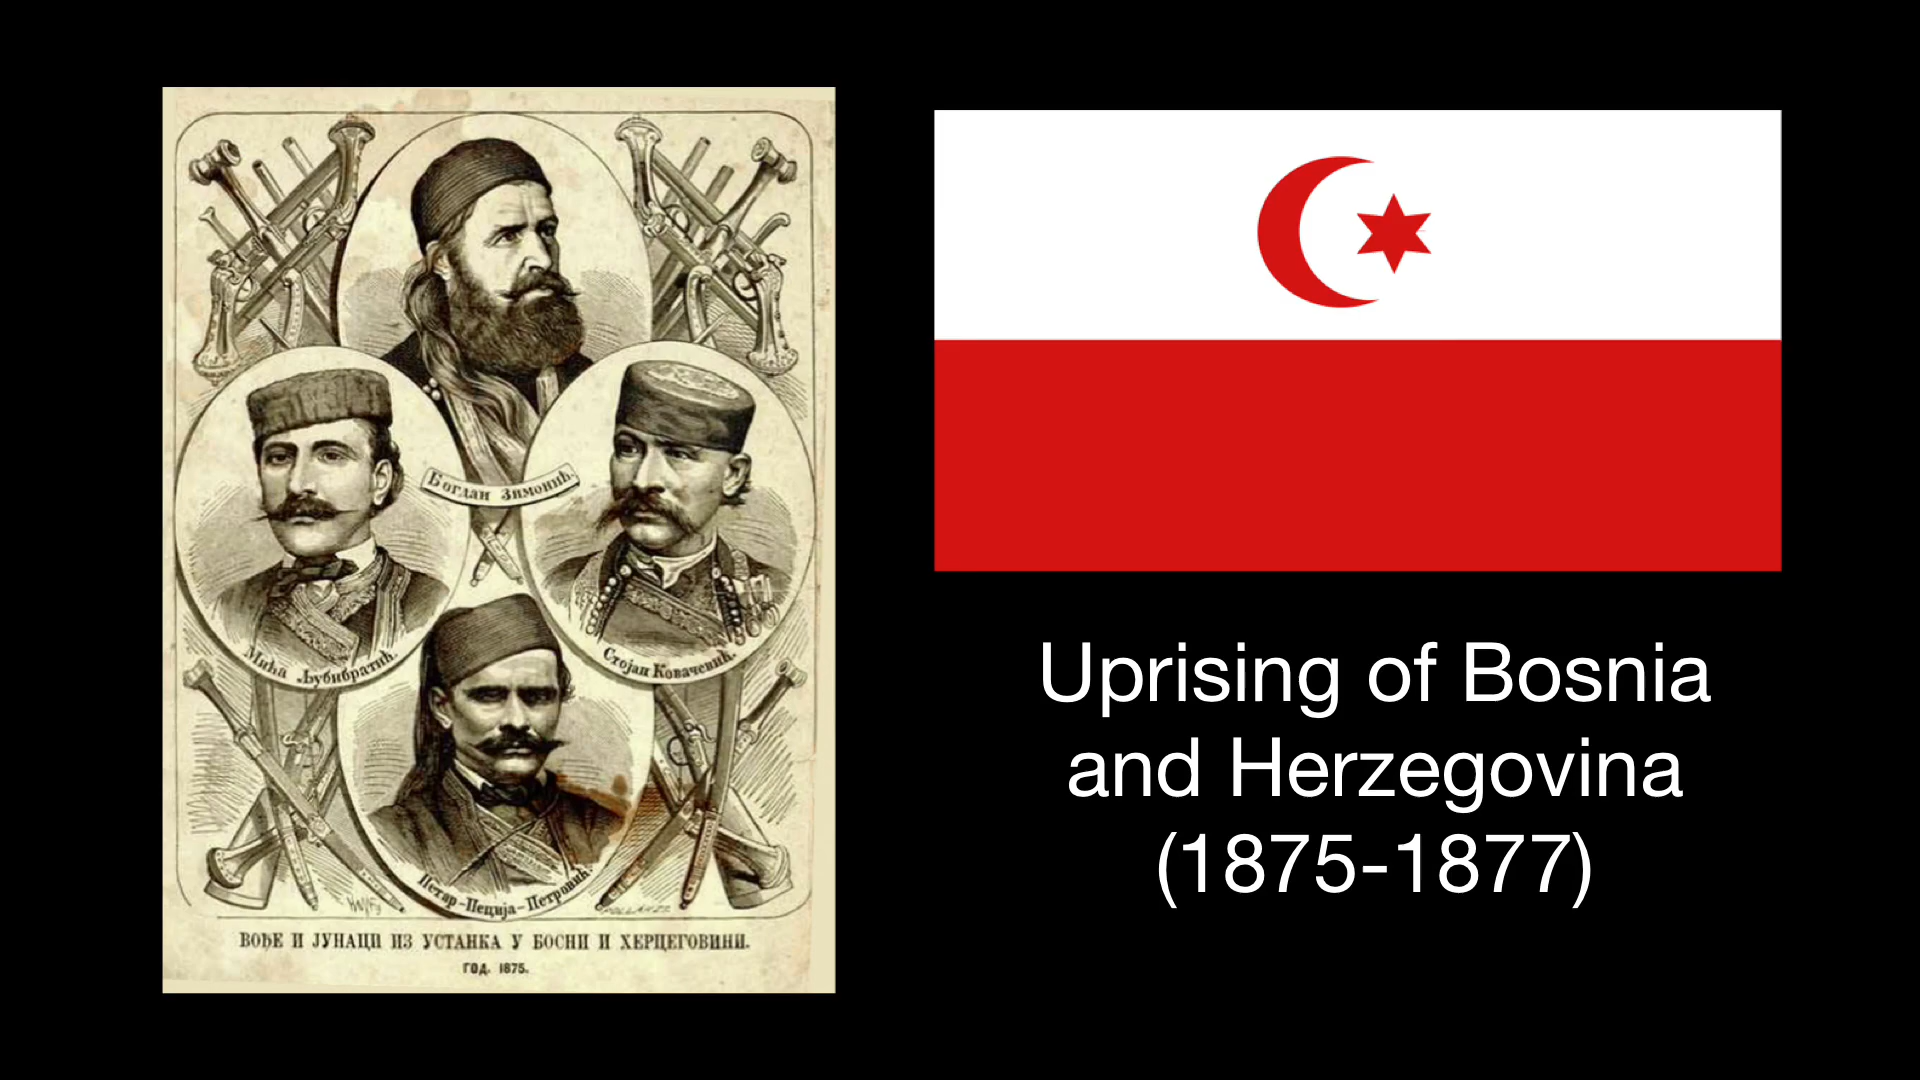 Богдан Зимонић.
Мића Љубибратић.
Стојан Ковачевић.
Петар-Пеција-Петровић.
ВОЂЕ И ЈУНАЦИ ИЗ УСТАНКА У БОСНИ И ХЕРЦЕГОВИНИ.
ГОД. 1875.
Uprising of Bosnia
and Herzegovina
(1875-1877)